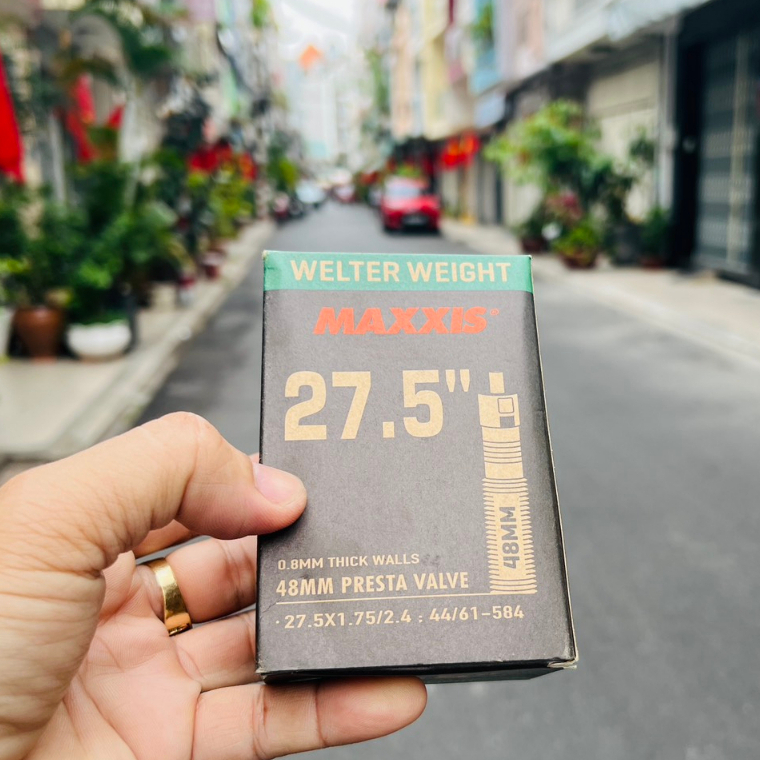 WELTER WEIGHT
MAXXIS®
27.5"
48MM
0.8MM THICK WALLS
48MM PRESTA VALVE
· 27.5X1.75/2.4 ; 44/61-584